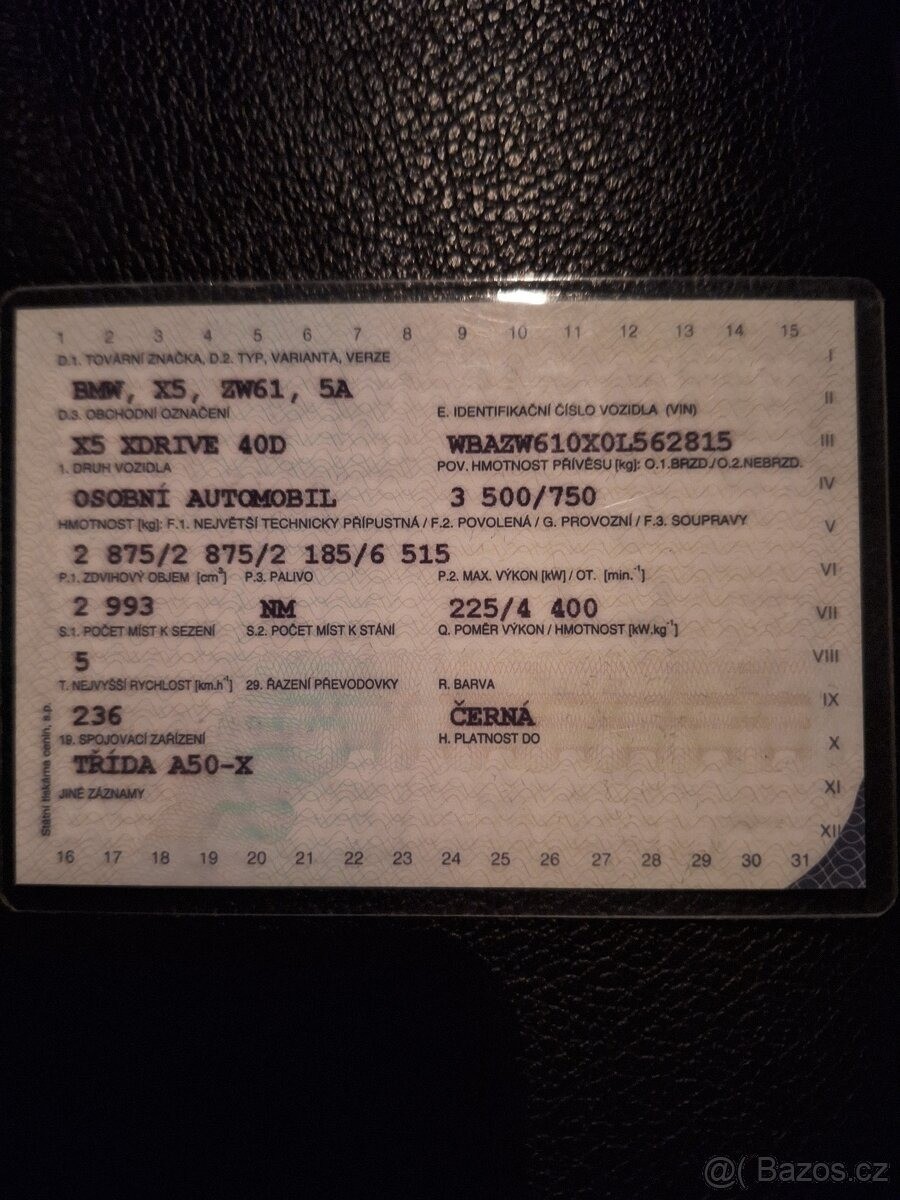 1 2 3 4 5 6 7 8 9 10 11 12 13 14 15
D.1. TOVÁRNÍ ZNAČKA, D.2. TYP, VARIANTA, VERZE I
BMW, X5, ZW61, 5A II
D.3. OBCHODNÍ OZNAČENÍ E. IDENTIFIKAČNÍ ČÍSLO VOZIDLA (VIN)
X5 XDRIVE 40D WBAZW610X0L562815 III
1. DRUH VOZIDLA POV. HMOTNOST PŘÍVĚSU [kg]: O.1.BRZD./O.2.NEBRZD.
OSOBNÍ AUTOMOBIL 3 500/750 IV
HMOTNOST [kg]: F.1. NEJVĚTŠÍ TECHNICKY PŘÍPUSTNÁ / F.2. POVOLENÁ / G. PROVOZNÍ / F.3. SOUPRAVY V
2 875/2 875/2 185/6 515
P.1. ZDVIHOVÝ OBJEM [cm³] P.3. PALIVO P.2. MAX. VÝKON [kW] / OT. [min.⁻¹] VI
2 993 NM 225/4 400 VII
S.1. POČET MÍST K SEZENÍ S.2. POČET MÍST K STÁNÍ Q. POMĚR VÝKON / HMOTNOST [kW.kg⁻¹]
5 VIII
T. NEJVYŠŠÍ RYCHLOST [km.h⁻¹] 29. ŘAZENÍ PŘEVODOVKY R. BARVA IX
236 ČERNÁ
19. SPOJOVACÍ ZAŘÍZENÍ H. PLATNOST DO X
TŘÍDA A50-X
JINÉ ZÁZNAMY XI
XII
16 17 18 19 20 21 22 23 24 25 26 27 28 29 30 31
Státní tiskárna cenin, s.p.
@( Bazos.cz